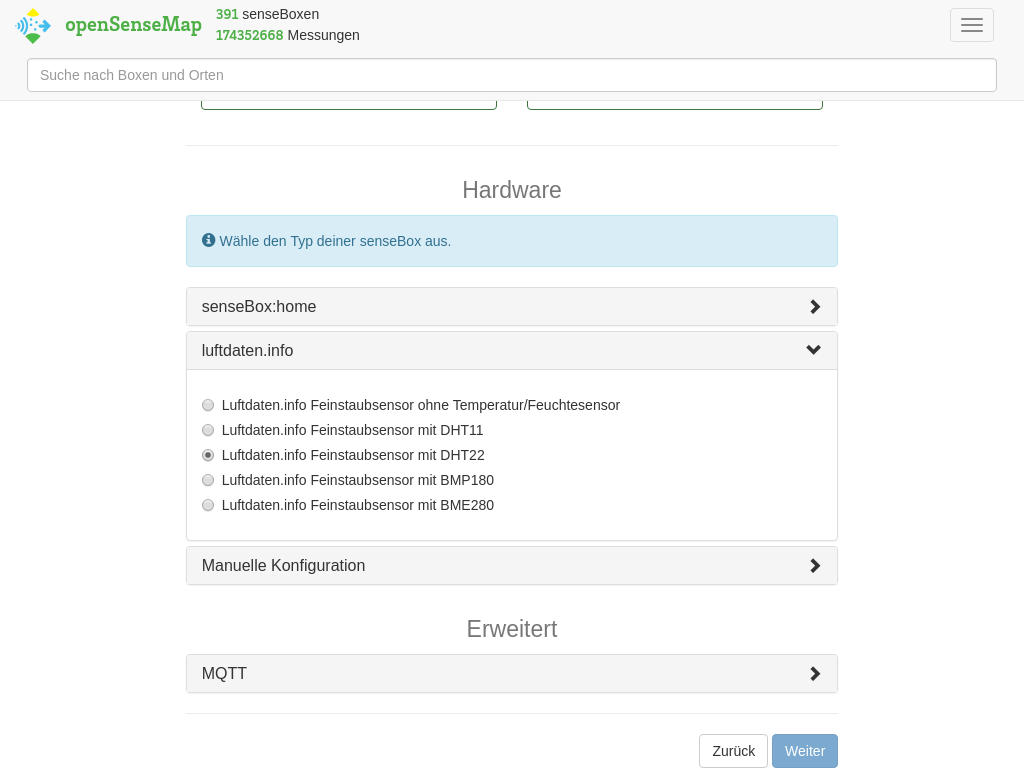 openSenseMap
391 senseBoxen
174352668 Messungen
Suche nach Boxen und Orten
Hardware
Wähle den Typ deiner senseBox aus.
senseBox:home
luftdaten.info
Luftdaten.info Feinstaubsensor ohne Temperatur/Feuchtesensor
Luftdaten.info Feinstaubsensor mit DHT11
Luftdaten.info Feinstaubsensor mit DHT22
Luftdaten.info Feinstaubsensor mit BMP180
Luftdaten.info Feinstaubsensor mit BME280
Manuelle Konfiguration
Erweitert
MQTT
Zurück Weiter